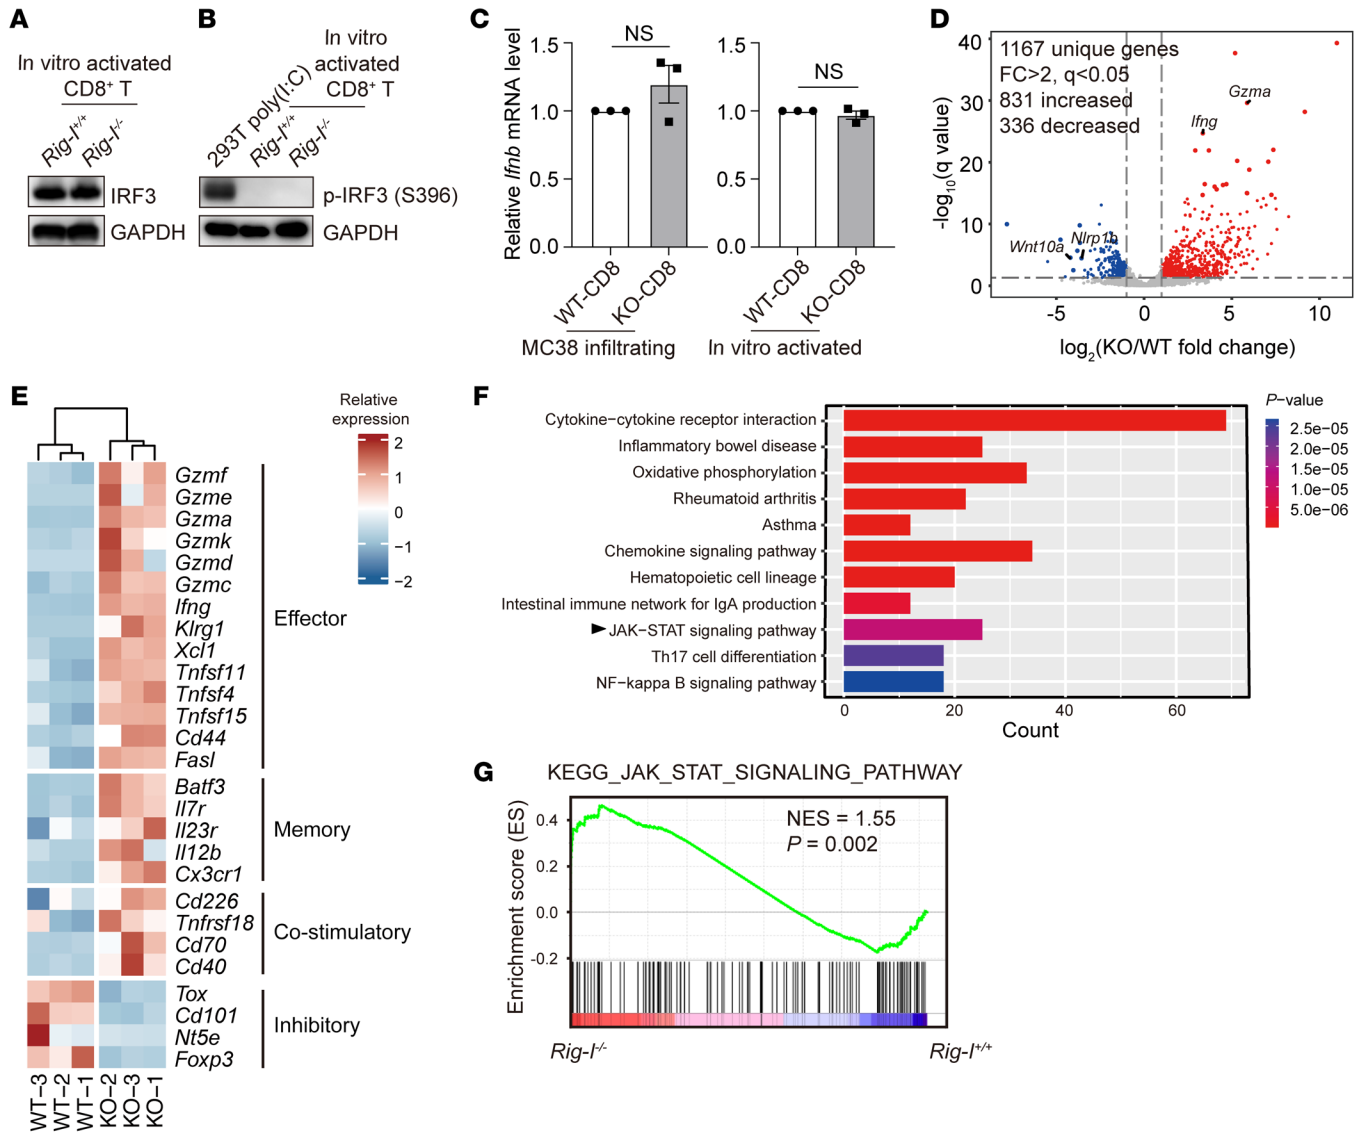 A
In vitro activated
CD8+ T
Rig-I+/+
Rig-I-/-
IRF3
GAPDH
B
In vitro
activated
CD8+ T
293T poly(I:C)
Rig-I+/+
Rig-I-/-
p-IRF3 (S396)
GAPDH
C
Relative Ifnb mRNA level
1.5
1.0
0.5
0.0
NS
WT-CD8
KO-CD8
MC38 infiltrating
1.5
1.0
0.5
0.0
NS
WT-CD8
KO-CD8
In vitro activated
D
-log10(q value)
40
30
20
10
0
1167 unique genes
FC>2, q<0.05
831 increased
336 decreased
Gzma
Ifng
Wnt10a
Nlrp1b
-5
0
5
10
log2(KO/WT fold change)
E
Relative
expression
2
1
0
−1
−2
Gzmf
Gzme
Gzma
Gzmk
Gzmd
Gzmc
Ifng
Klrg1
Xcl1
Tnfsf11
Tnfsf4
Tnfsf15
Cd44
Fasl
Effector
Batf3
Il7r
Il23r
Il12b
Cx3cr1
Memory
Cd226
Tnfrsf18
Cd70
Cd40
Co-stimulatory
Tox
Cd101
Nt5e
Foxp3
Inhibitory
WT−3
WT−2
WT−1
KO−2
KO−3
KO−1
F
Cytokine−cytokine receptor interaction
Inflammatory bowel disease
Oxidative phosphorylation
Rheumatoid arthritis
Asthma
Chemokine signaling pathway
Hematopoietic cell lineage
Intestinal immune network for IgA production
►JAK−STAT signaling pathway
Th17 cell differentiation
NF−kappa B signaling pathway
0
20
40
60
Count
P−value
2.5e−05
2.0e−05
1.5e−05
1.0e−05
5.0e−06
G
KEGG_JAK_STAT_SIGNALING_PATHWAY
Enrichment score (ES)
0.4
0.2
0.0
-0.2
NES = 1.55
P = 0.002
Rig-I-/-
Rig-I+/+